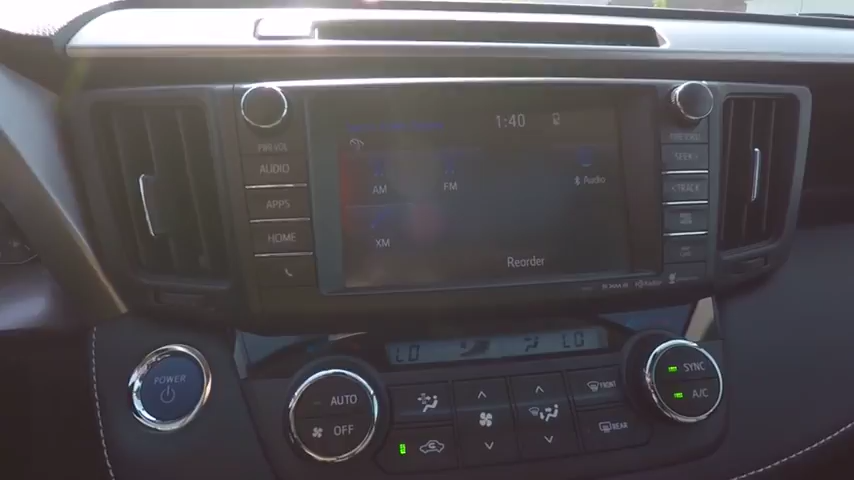 1:40
PWR VOL
AUDIO
APPS
HOME
AM
FM
Audio
XM
Reorder
SEEK>
<TRACK
LO
LO
POWER
AUTO
OFF
FRONT
REAR
SYNC
A/C